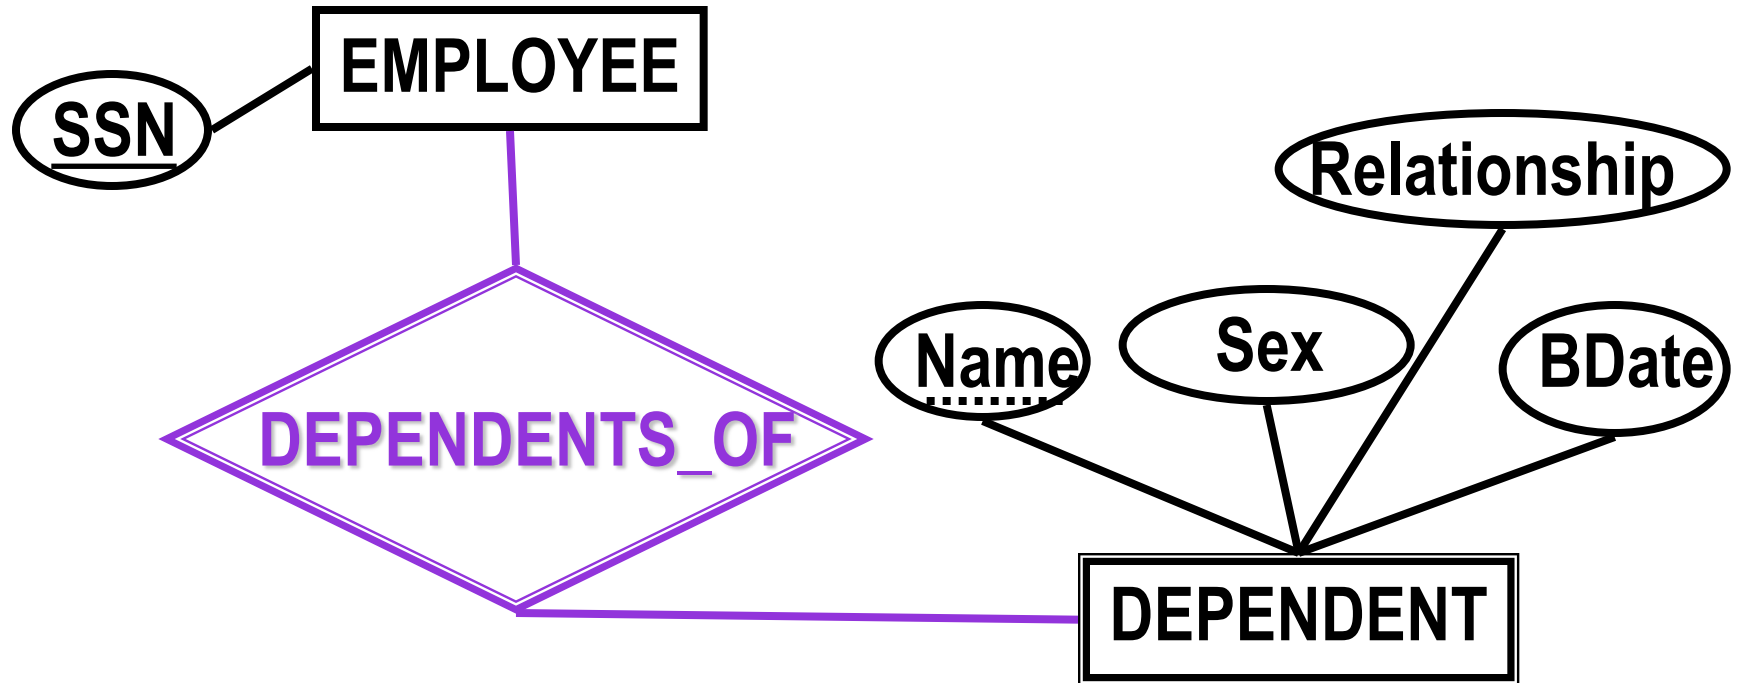 EMPLOYEE
SSN
Relationship
Name
Sex
BDate
DEPENDENTS_OF
DEPENDENT